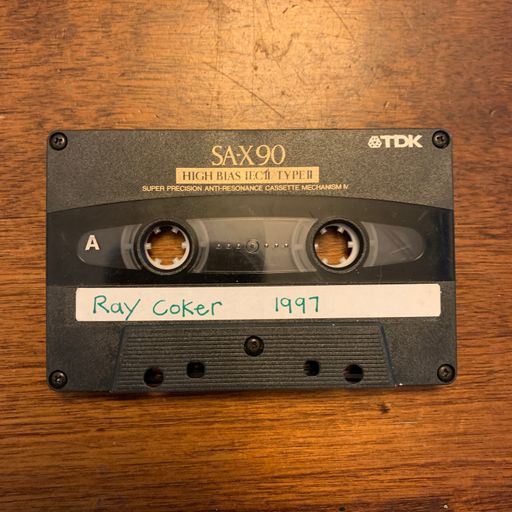 SA-X90
TDK
HIGH BIAS IECII TYPEII
SUPER PRECISION ANTI-RESONANCE CASSETTE MECHANISM IV
A
Ray Coker 1997